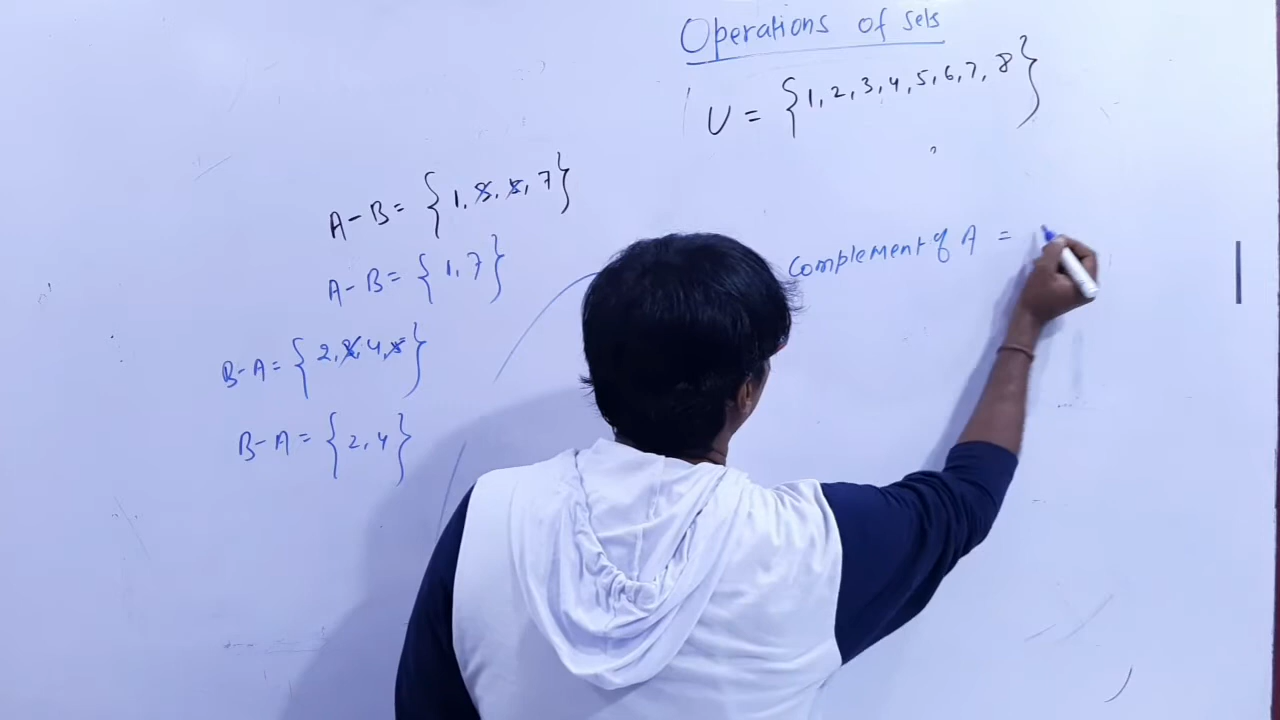 Operations of sets
U = {1, 2, 3, 4, 5, 6, 7, 8}
A - B = {1, 3, 5, 7}
A - B = {1, 7}
B - A = {2, 3, 4, 5}
B - A = {2, 4}
Complement of A =